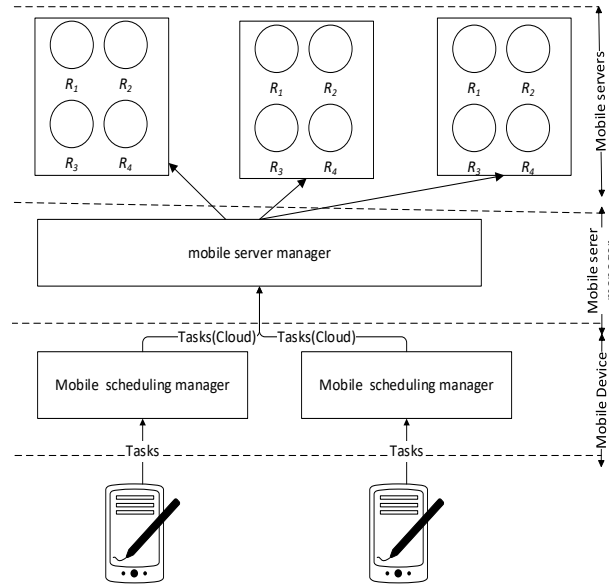 R1 R2
R3 R4
R1 R2
R3 R4
R1 R2
R3 R4
Mobile servers
mobile server manager
Mobile serer
Tasks(Cloud) Tasks(Cloud)
Mobile scheduling manager
Mobile scheduling manager
Mobile Device
Tasks
Tasks